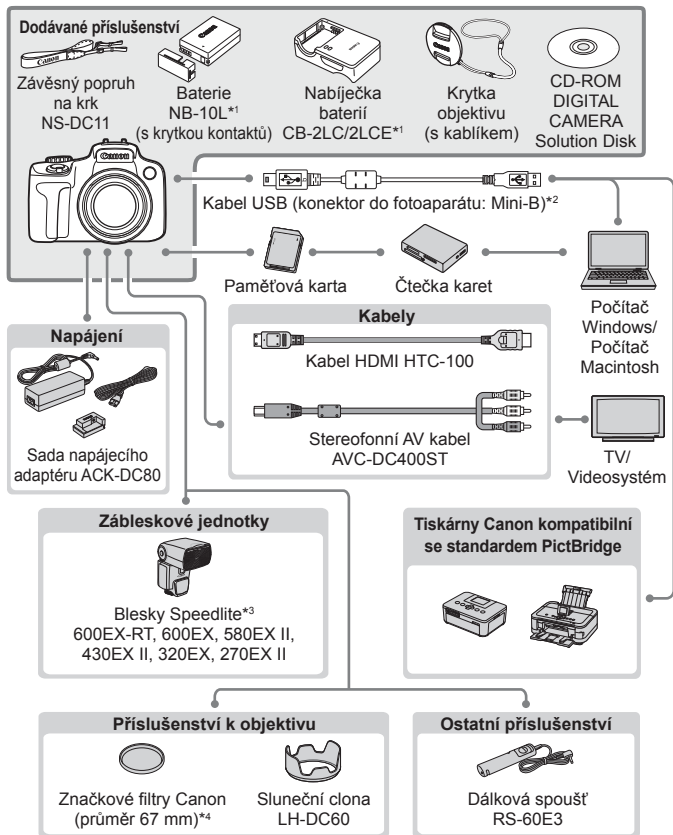 Dodávané příslušenství
Canon
Canon
Canon
Závěsný popruh
na krk
NS-DC11
Baterie
NB-10L*1
(s krytkou kontaktů)
Nabíječka
baterií
CB-2LC/2LCE*1
Krytka
objektivu
(s kablíkem)
CD-ROM
DIGITAL
CAMERA
Solution Disk
Canon
Kabel USB (konektor do fotoaparátu: Mini-B)*2
Paměťová karta
Čtečka karet
Počítač
Windows/
Počítač
Macintosh
Napájení
Sada napájecího
adaptéru ACK-DC80
Kabely
Kabel HDMI HTC-100
Stereofonní AV kabel
AVC-DC400ST
TV/
Videosystém
Zábleskové jednotky
Blesky Speedlite*3
600EX-RT, 600EX, 580EX II,
430EX II, 320EX, 270EX II
Tiskárny Canon kompatibilní
se standardem PictBridge
Příslušenství k objektivu
Značkové filtry Canon
(průměr 67 mm)*4
Sluneční clona
LH-DC60
Ostatní příslušenství
Dálková spoušť
RS-60E3